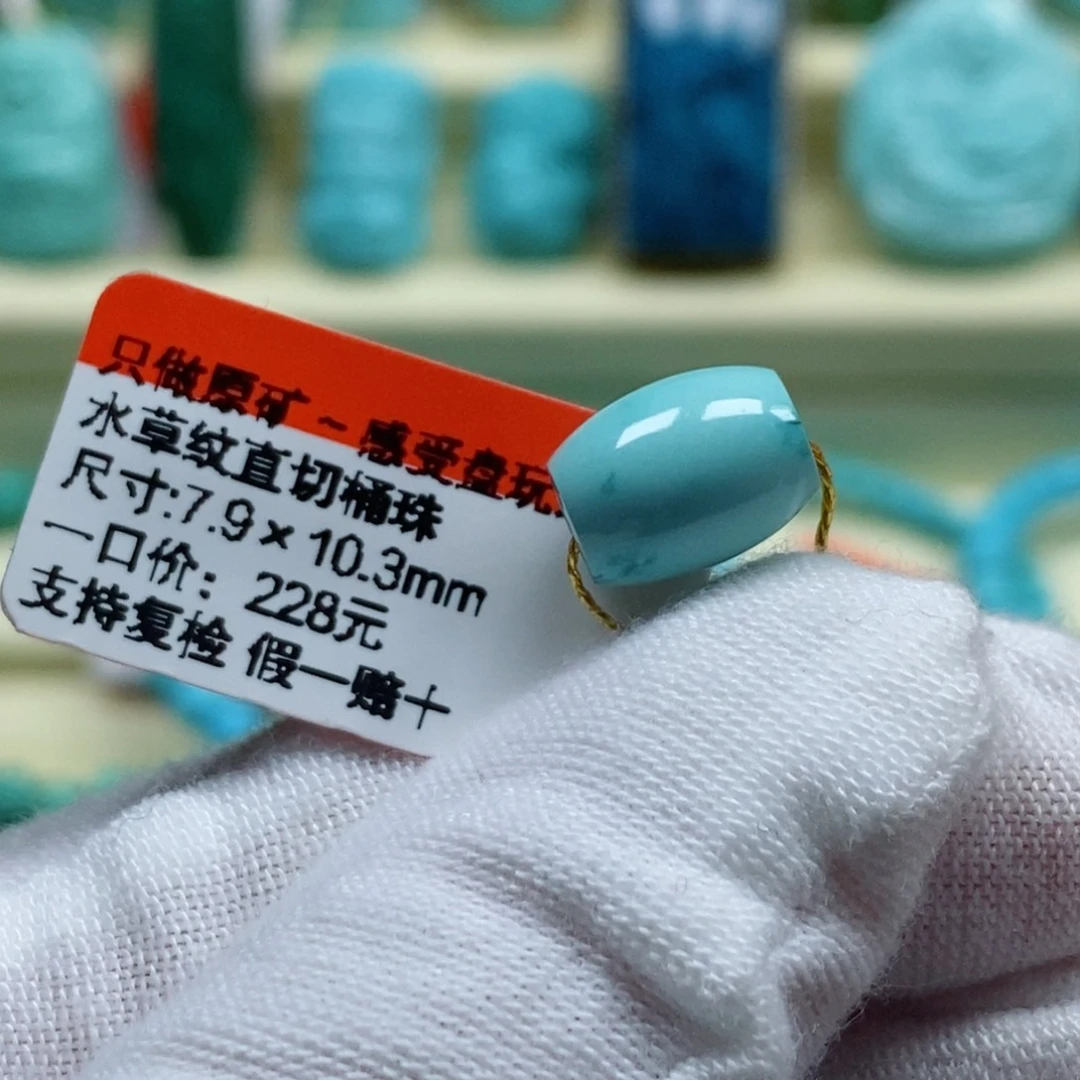 只做原矿~感受盘玩
水草纹直切桶珠
尺寸:7.9×10.3mm
一口价：228元
支持复检 假一赔十